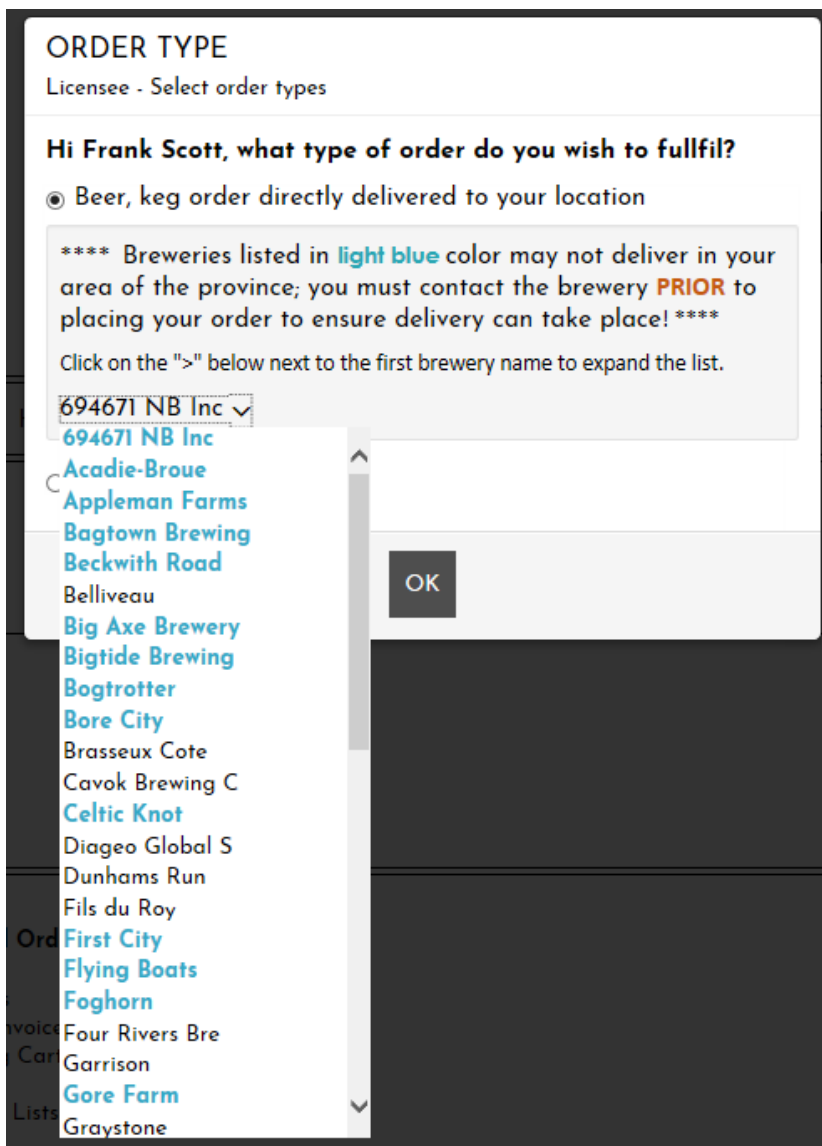 ORDER TYPE
Licensee - Select order types
Hi Frank Scott, what type of order do you wish to fullfil?
Beer, keg order directly delivered to your location
**** Breweries listed in light blue color may not deliver in your
area of the province; you must contact the brewery PRIOR to
placing your order to ensure delivery can take place! ****
Click on the ">" below next to the first brewery name to expand the list.
694671 NB Inc
694671 NB Inc
Acadie-Broue
Appleman Farms
Bagtown Brewing
Beckwith Road
OK
Belliveau
Big Axe Brewery
Bigtide Brewing
Bogtrotter
Bore City
Brasseux Cote
Cavok Brewing C
Celtic Knot
Diageo Global S
Dunhams Run
Fils du Roy
Ord
First City
Flying Boats
Foghorn
nvoice
Four Rivers Bre
Garrison
Gore Farm
Lists
Graystone